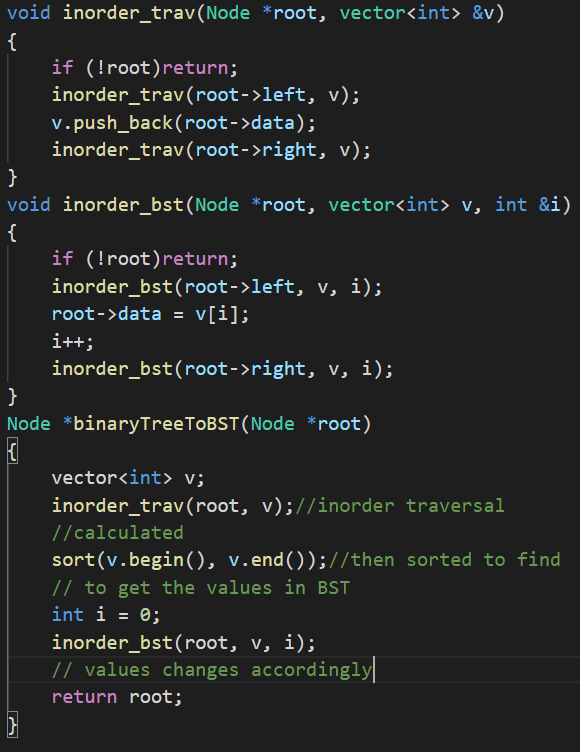 void inorder_trav(Node *root, vector<int> &v)
{
    if (!root)return;
    inorder_trav(root->left, v);
    v.push_back(root->data);
    inorder_trav(root->right, v);
}
void inorder_bst(Node *root, vector<int> v, int &i)
{
    if (!root)return;
    inorder_bst(root->left, v, i);
    root->data = v[i];
    i++;
    inorder_bst(root->right, v, i);
}
Node *binaryTreeToBST(Node *root)
{
    vector<int> v;
    inorder_trav(root, v);//inorder traversal
    //calculated
    sort(v.begin(), v.end());//then sorted to find
    // to get the values in BST
    int i = 0;
    inorder_bst(root, v, i);
    // values changes accordingly
    return root;
}